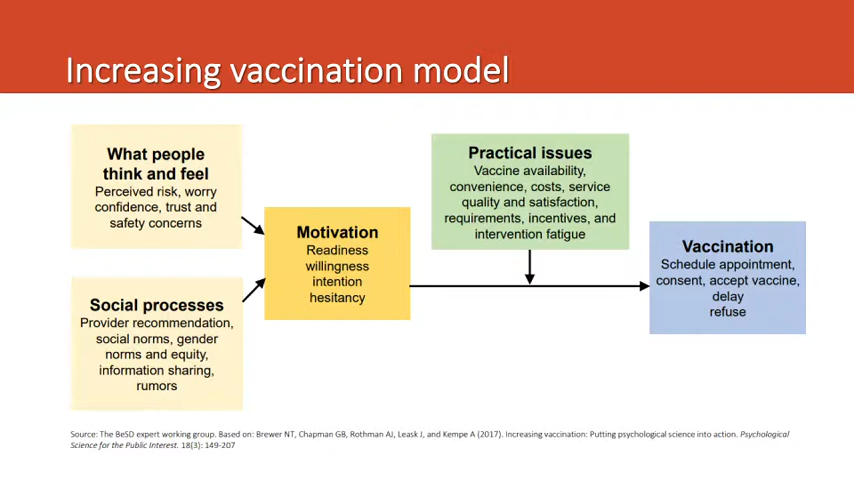 Increasing vaccination model
What people
think and feel
Perceived risk, worry
confidence, trust and
safety concerns
Social processes
Provider recommendation,
social norms, gender
norms and equity,
information sharing,
rumors
Motivation
Readiness
willingness
intention
hesitancy
Practical issues
Vaccine availability,
convenience, costs, service
quality and satisfaction,
requirements, incentives, and
intervention fatigue
Vaccination
Schedule appointment,
consent, accept vaccine,
delay
refuse
Source: The BeSD expert working group. Based on: Brewer NT, Chapman GB, Rothman AJ, Leask J, and Kempe A (2017). Increasing vaccination: Putting psychological science into action. Psychological
Science for the Public Interest. 18(3): 149-207